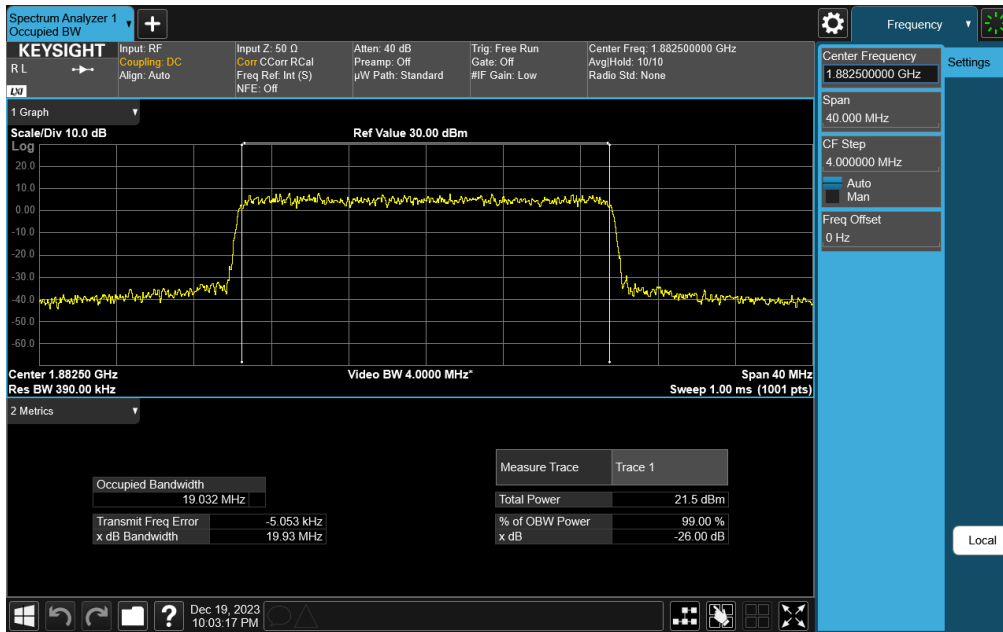 Spectrum Analyzer 1
Occupied BW
Frequency
KEYSIGHT
R L
LXI
Input: RF
Coupling: DC
Align: Auto
Input Z: 50 Ω
Corr CCorr RCal
Freq Ref: Int (S)
NFE: Off
Atten: 40 dB
Preamp: Off
µW Path: Standard
Trig: Free Run
Gate: Off
#IF Gain: Low
Center Freq: 1.882500000 GHz
Avg|Hold: 10/10
Radio Std: None
Center Frequency
1.882500000 GHz
Settings
Span
40.000 MHz
CF Step
4.000000 MHz
Auto
Man
Freq Offset
0 Hz
Local
1 Graph
Scale/Div 10.0 dB
Ref Value 30.00 dBm
Log
20.0
10.0
0.00
-10.0
-20.0
-30.0
-40.0
-50.0
-60.0
Center 1.88250 GHz
Video BW 4.0000 MHz*
Span 40 MHz
Res BW 390.00 kHz
Sweep 1.00 ms (1001 pts)
2 Metrics
Measure Trace
Trace 1
Occupied Bandwidth
19.032 MHz
Total Power
21.5 dBm
Transmit Freq Error
-5.053 kHz
% of OBW Power
99.00 %
x dB Bandwidth
19.93 MHz
x dB
-26.00 dB
?
Dec 19, 2023
10:03:17 PM